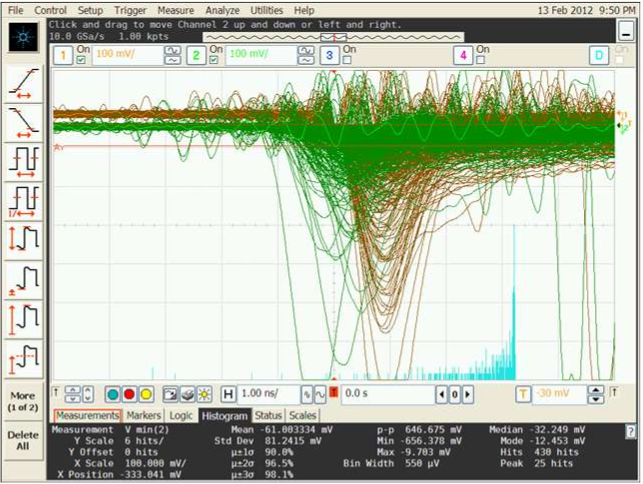 File Control Setup Trigger Measure Analyze Utilities Help 13 Feb 2012 9:50 PM
Click and drag to move Channel 2 up and down or left and right.
10.0 GSa/s 1.00 kpts
1 On 100 mV/ 2 On 100 mV/ 3 On 4 On D On
H 1.00 ns/ 0.0 s 0 T -30 mV
More
(1 of 2)
Delete
All
Measurements Markers Logic Histogram Status Scales
Measurement V min(2) Mean -61.003334 mV p-p 646.675 mV Median -32.249 mV
Y Scale 6 hits/ Std Dev 81.2415 mV Min -656.378 mV Mode -12.453 mV
Y Offset 0 hits μ±1σ 90.0% Max -9.703 mV Hits 430 hits
X Scale 100.000 mV/ μ±2σ 96.5% Bin Width 550 μV Peak 25 hits
X Position -333.041 mV μ±3σ 98.1%